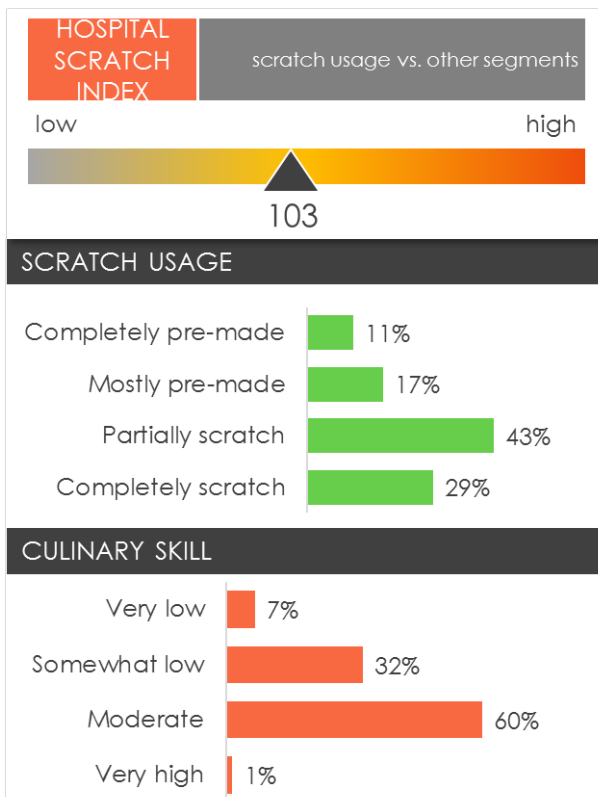 HOSPITAL
SCRATCH
INDEX
scratch usage vs. other segments
low
high
103
SCRATCH USAGE
Completely pre-made 11%
Mostly pre-made 17%
Partially scratch 43%
Completely scratch 29%
CULINARY SKILL
Very low 7%
Somewhat low 32%
Moderate 60%
Very high 1%